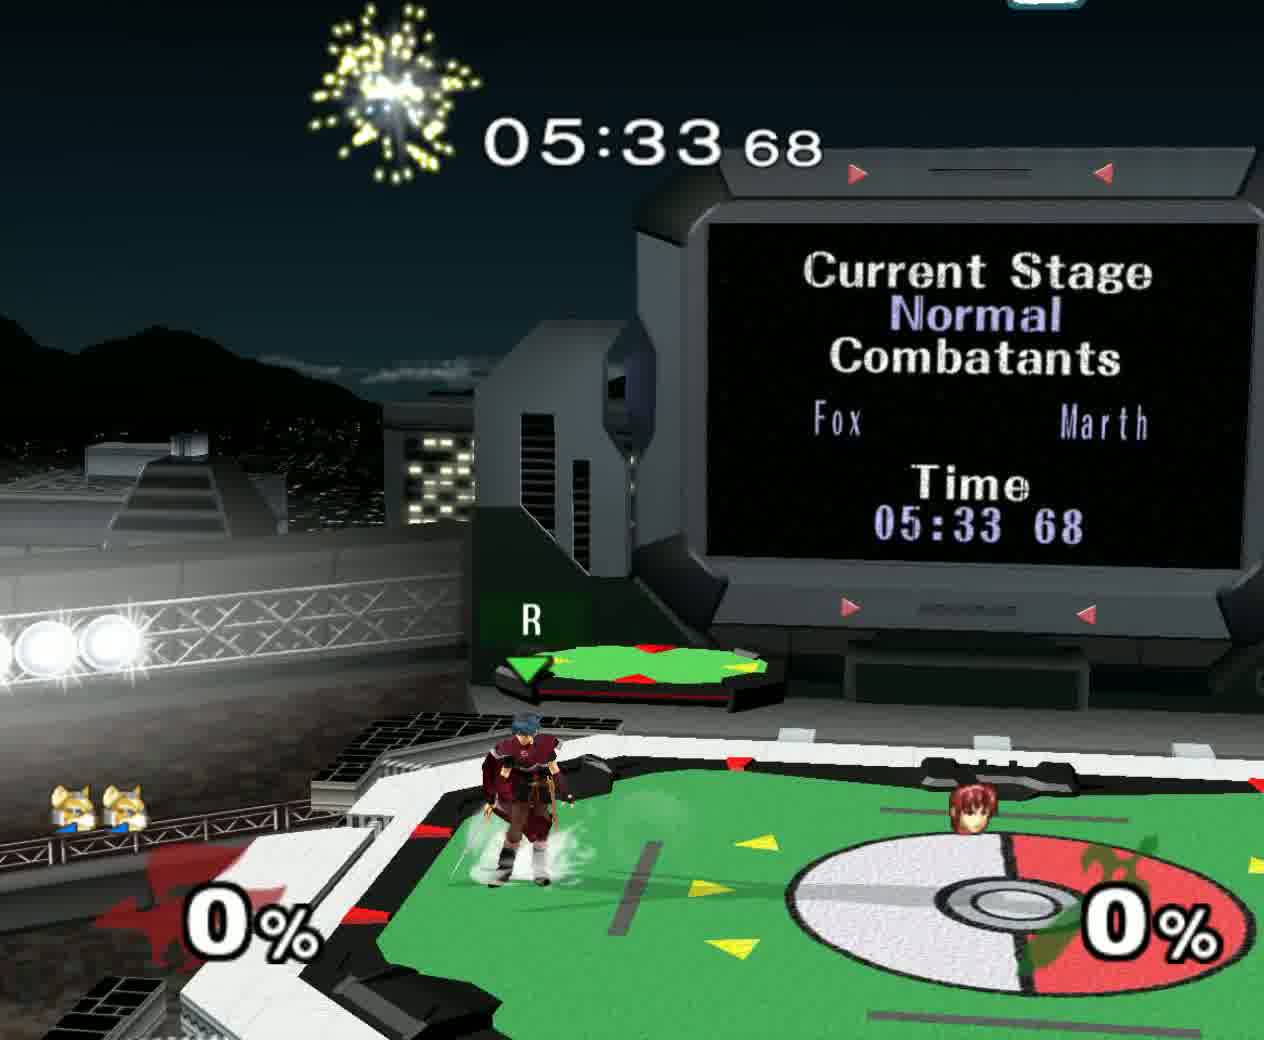 05:33 68
Current Stage
Normal
Combatants
Fox Marth
Time
05:33 68
R
0% 0%